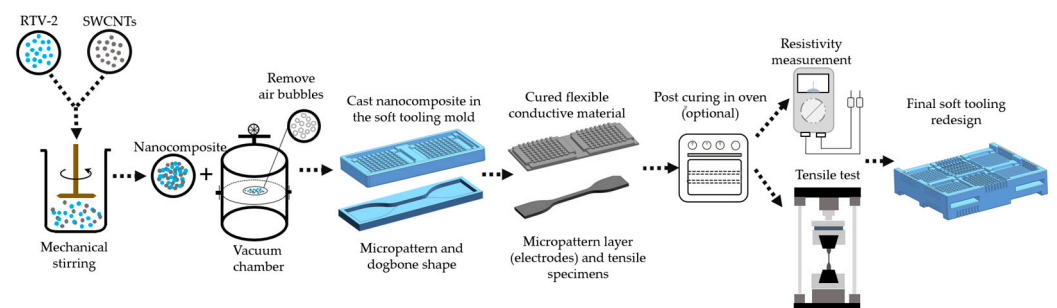 RTV-2
SWCNTs
Mechanical
stirring
Nanocomposite
+
Remove
air bubbles
Vacuum
chamber
Cast nanocomposite in
the soft tooling mold
Micropattern and
dogbone shape
Cured flexible
conductive material
Micropattern layer
(electrodes) and tensile
specimens
Post curing in oven
(optional)
Resistivity
measurement
Tensile test
Final soft tooling
redesign